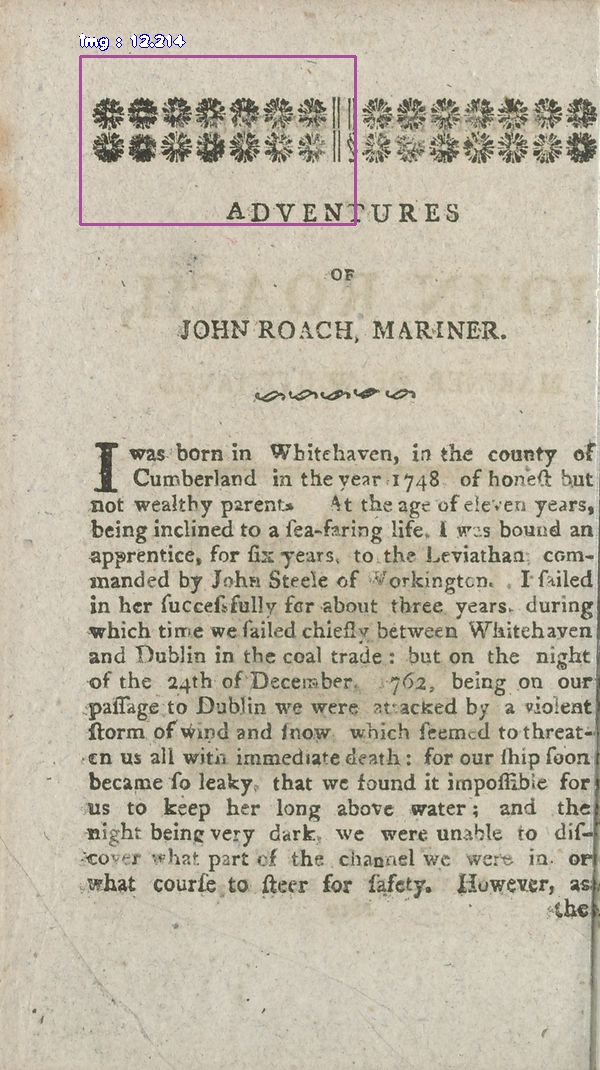 img : 12.214
ADVENTURES
OF
JOHN ROACH, MARINER.
I was born in Whitehaven, in the county of
Cumberland in the year 1748 of honeſt but
not wealthy parents At the age of eleven years,
being inclined to a ſea-faring life. I was bound an
apprentice, for ſix years, to the Leviathan com-
manded by John Steele of Workington. I ſailed
in her ſucceſsfully for about three years. during
which time we ſailed chiefly between Whitehaven
and Dublin in the coal trade : but on the night
of the 24th of December, 762, being on our
paſſage to Dublin we were attacked by a violent
ſtorm of wind and ſnow which ſeemed to threat-
en us all with immediate death : for our ſhip ſoon
became ſo leaky, that we found it impoſſible for
us to keep her long above water ; and the
night being very dark, we were unable to diſ-
cover what part of the channel we were in. or
what courſe to ſteer for ſafety. However, as
the